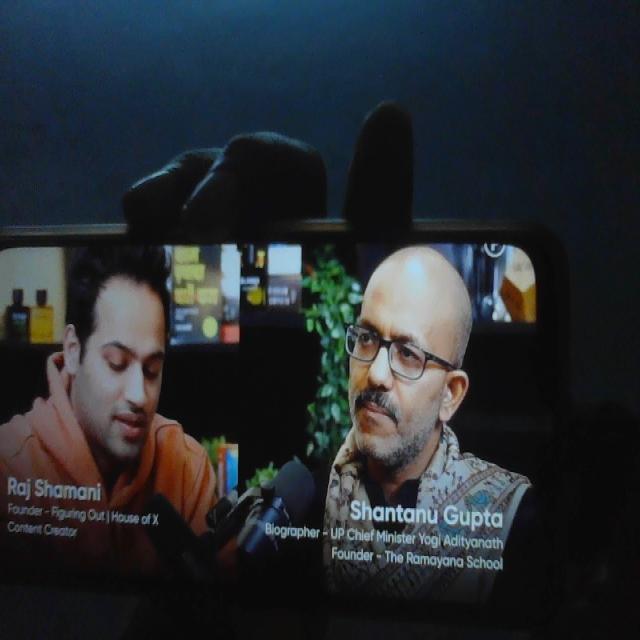 Raj Shamani
Founder - Figuring Out | House of X
Content Creator
Shantanu Gupta
Biographer - UP Chief Minister Yogi Adityanath
Founder - The Ramayana School